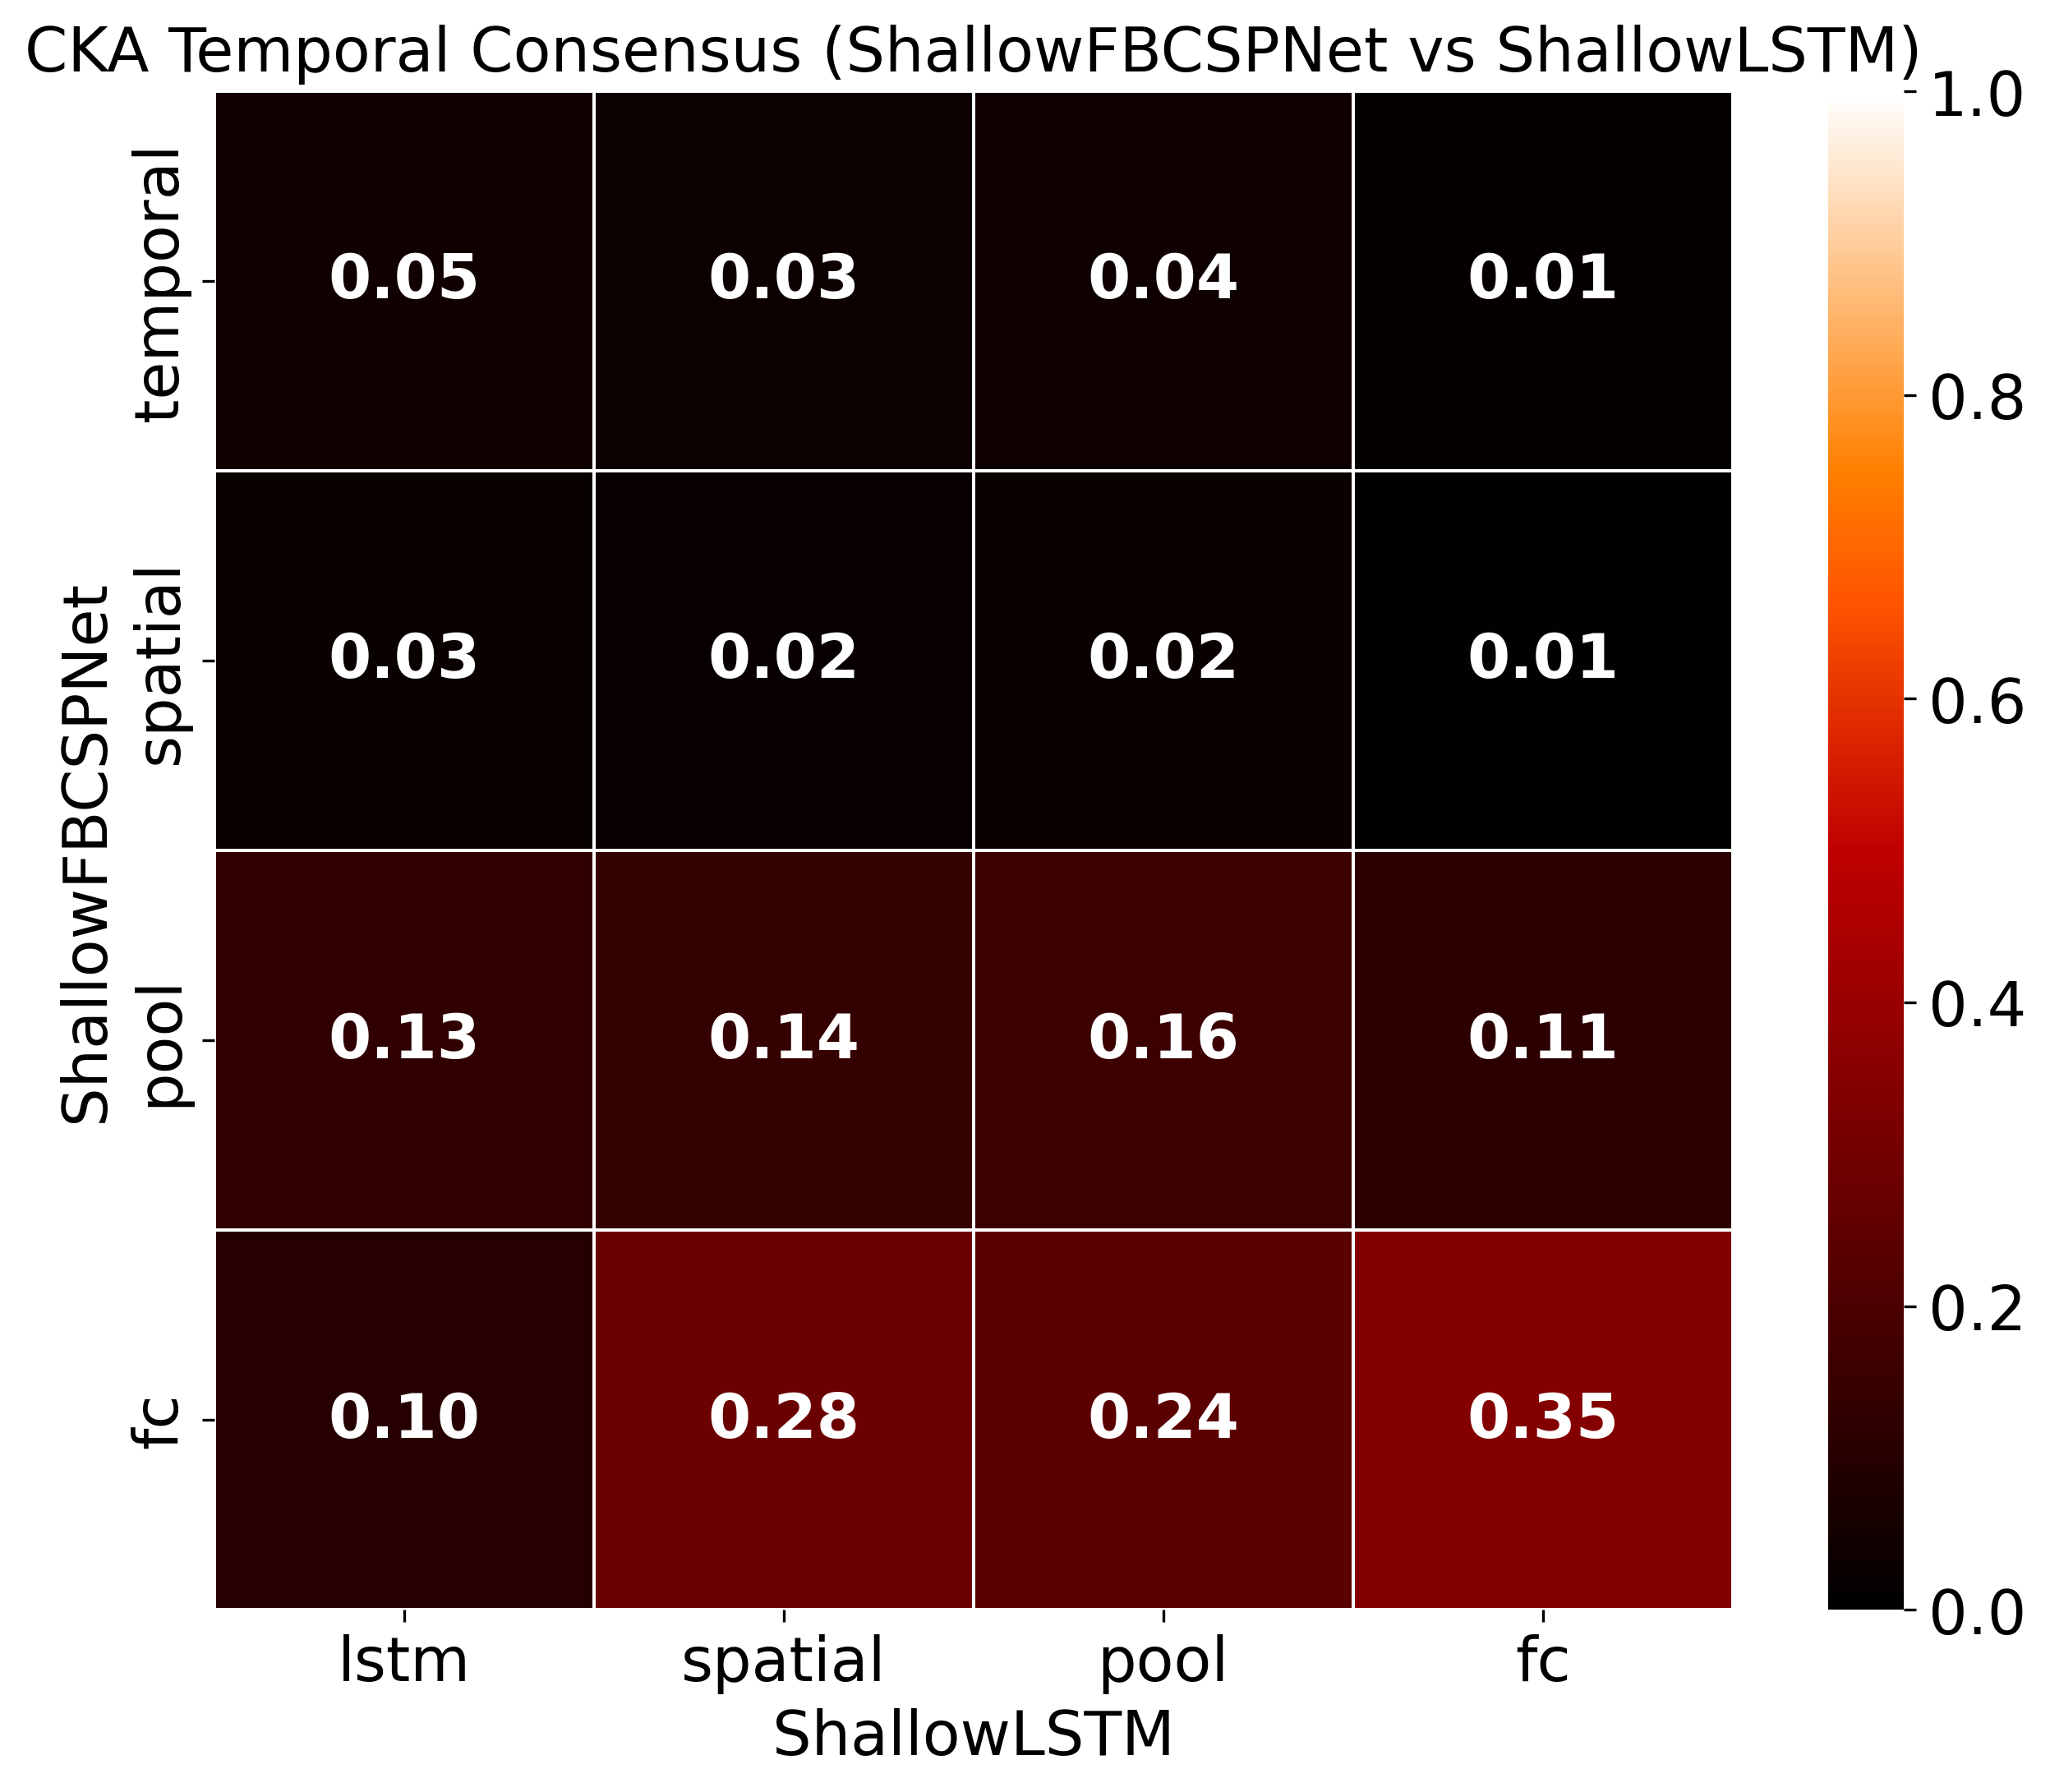 CKA Temporal Consensus (ShallowFBCSPNet vs ShallowLSTM)
ShallowFBCSPNet
temporal
0.05 0.03 0.04 0.01
spatial
0.03 0.02 0.02 0.01
pool
0.13 0.14 0.16 0.11
fc
0.10 0.28 0.24 0.35
lstm spatial pool fc
ShallowLSTM
1.0
0.8
0.6
0.4
0.2
0.0